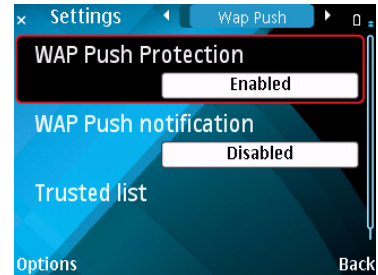 Settings Wap Push
WAP Push Protection
Enabled
WAP Push notification
Disabled
Trusted list
Options Back